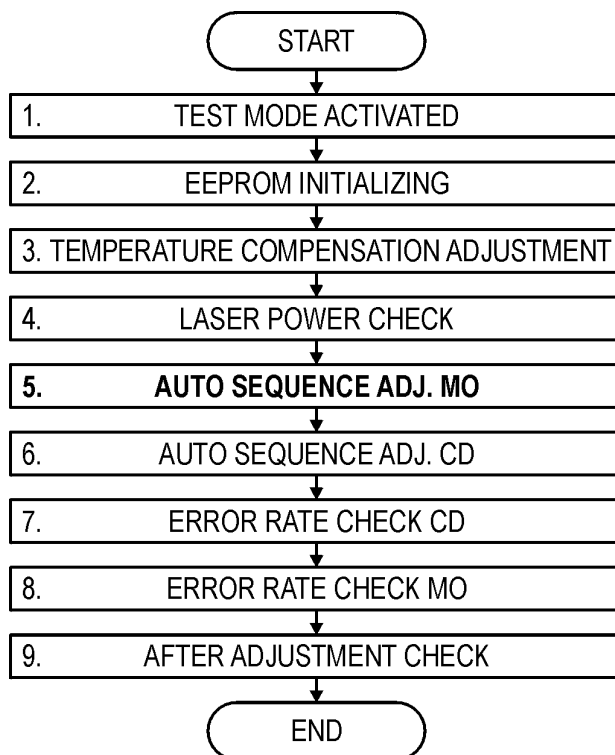 START
1. TEST MODE ACTIVATED
2. EEPROM INITIALIZING
3. TEMPERATURE COMPENSATION ADJUSTMENT
4. LASER POWER CHECK
5. AUTO SEQUENCE ADJ. MO
6. AUTO SEQUENCE ADJ. CD
7. ERROR RATE CHECK CD
8. ERROR RATE CHECK MO
9. AFTER ADJUSTMENT CHECK
END